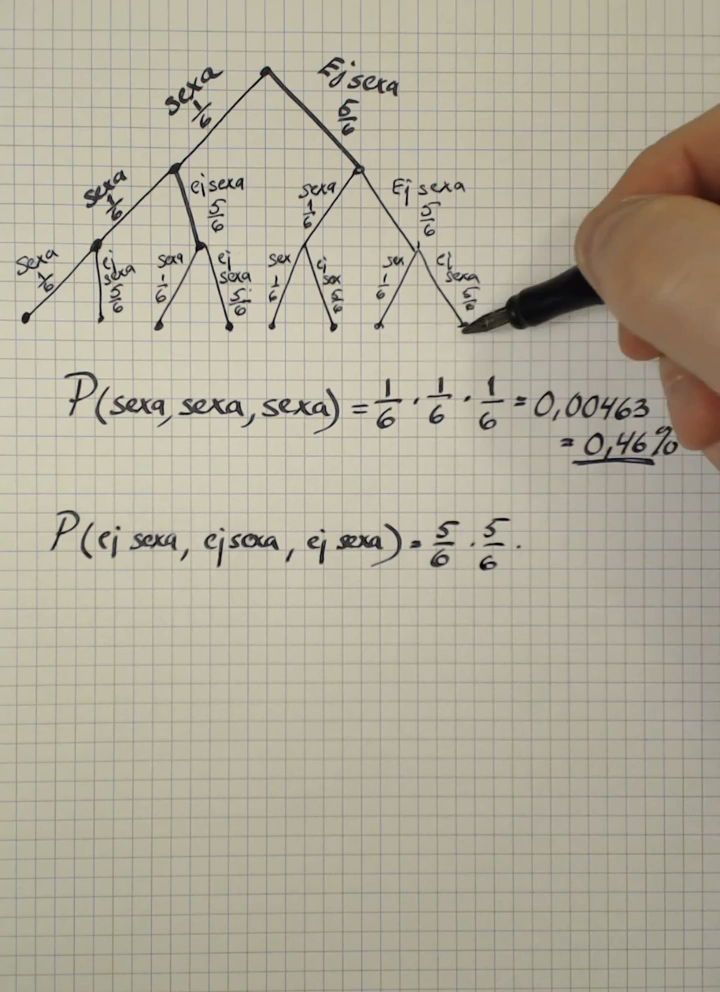 sexa 1/6 Ej sexa 5/6
sexa 1/6 ej sexa 5/6 sexa 1/6 Ej sexa 5/6
sexa 1/6 ej sexa 5/6 sexa 1/6 ej sexa 5/6 sex 1/6 ej sex 5/6 sex 1/6 ej sexa 5/6
P(sexa, sexa, sexa) = 1/6 · 1/6 · 1/6 = 0,00463
= 0,46%
P(ej sexa, ej sexa, ej sexa) = 5/6 · 5/6 ·